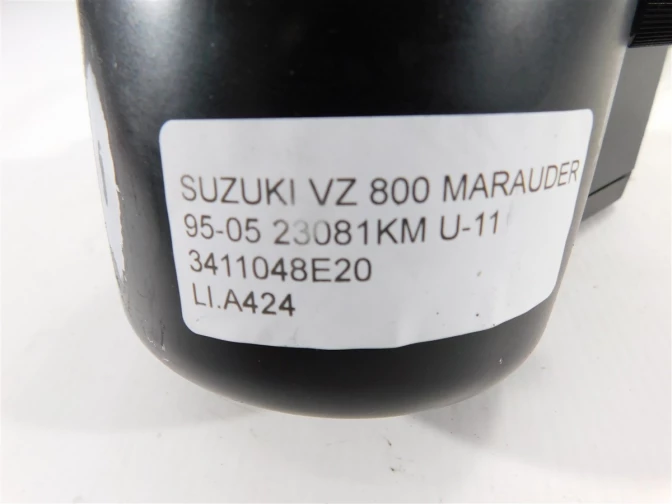 SUZUKI VZ 800 MARAUDER
95-05 23081KM U-11
3411048E20
LI.A424